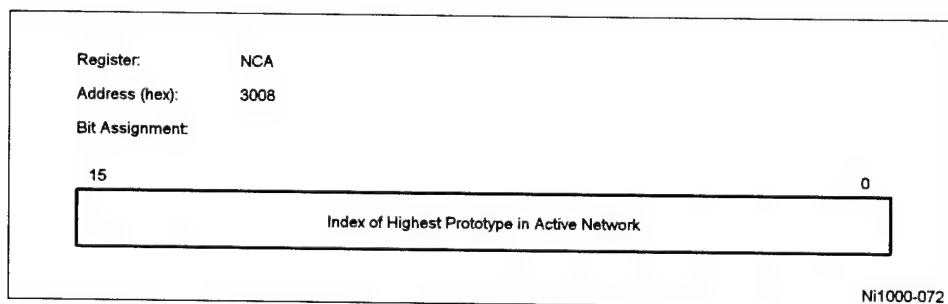 Register: NCA
Address (hex): 3008
Bit Assignment:
15 0
Index of Highest Prototype in Active Network
Ni1000-072